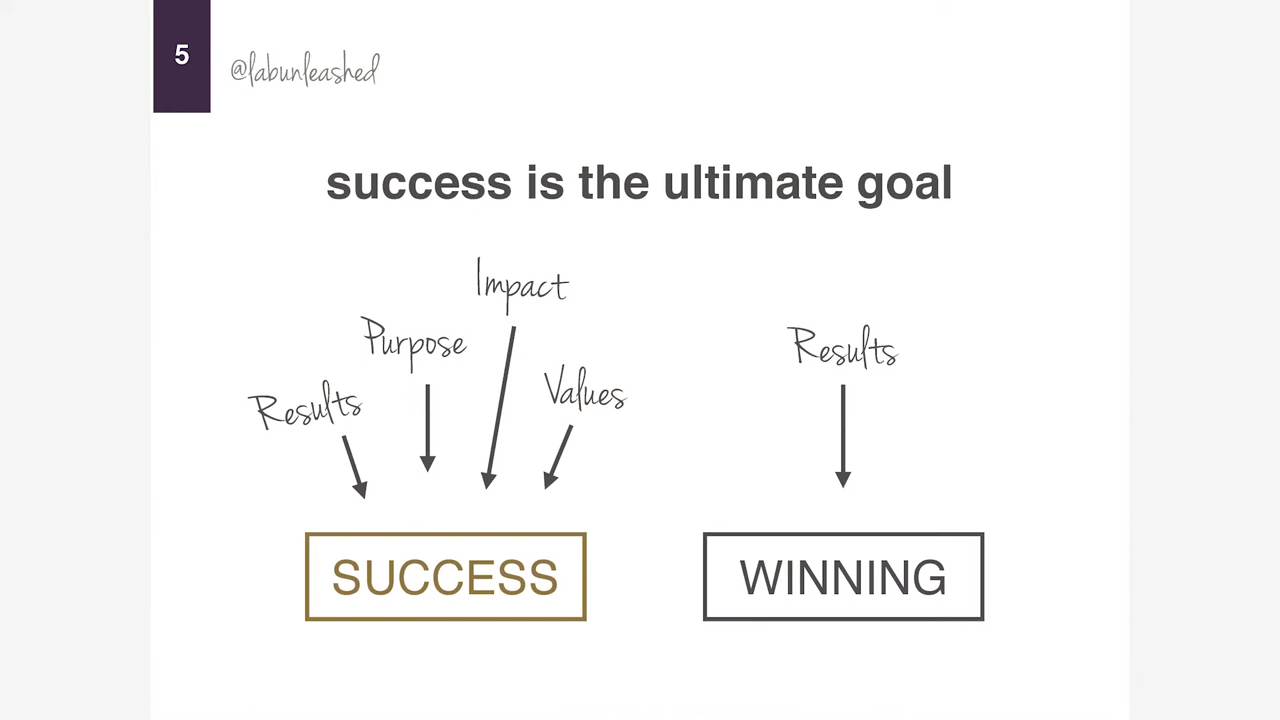 5
@labunleashed
success is the ultimate goal
Impact
Purpose
Values
Results
Results
SUCCESS
WINNING